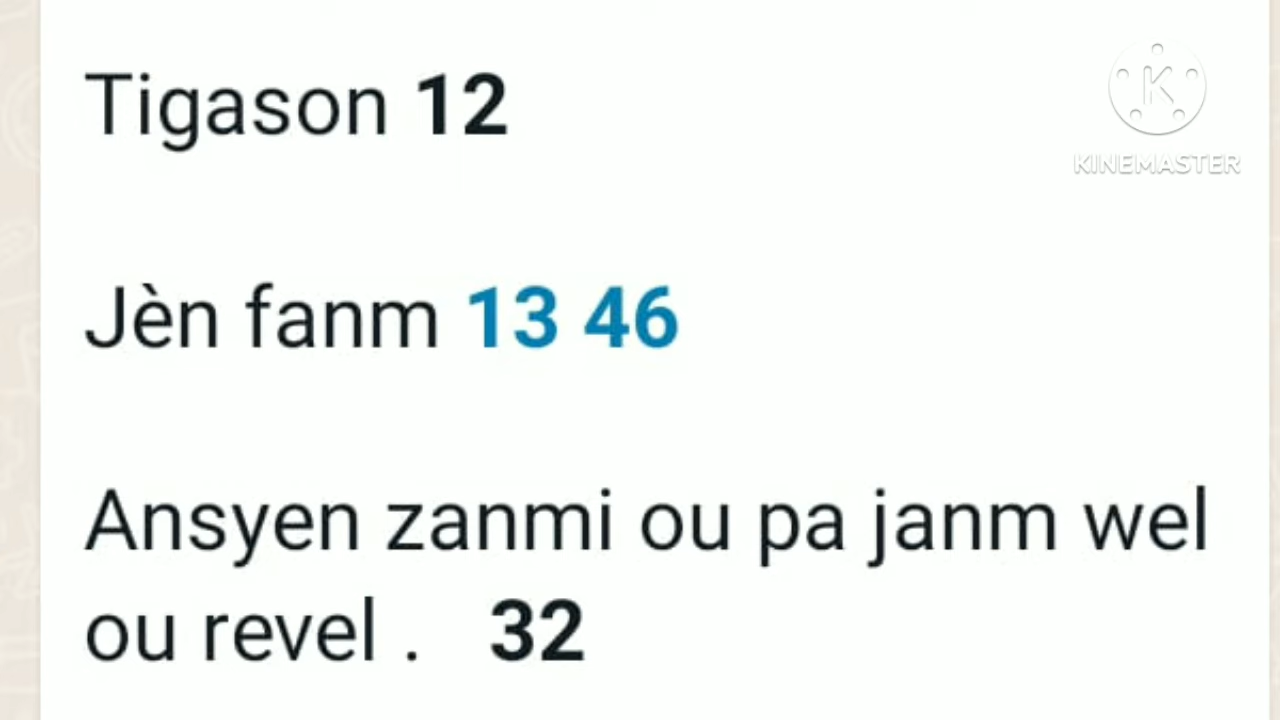 Tigason 12
KINEMASTER
Jèn fanm 13 46
Ansyen zanmi ou pa janm wel
ou revel . 32